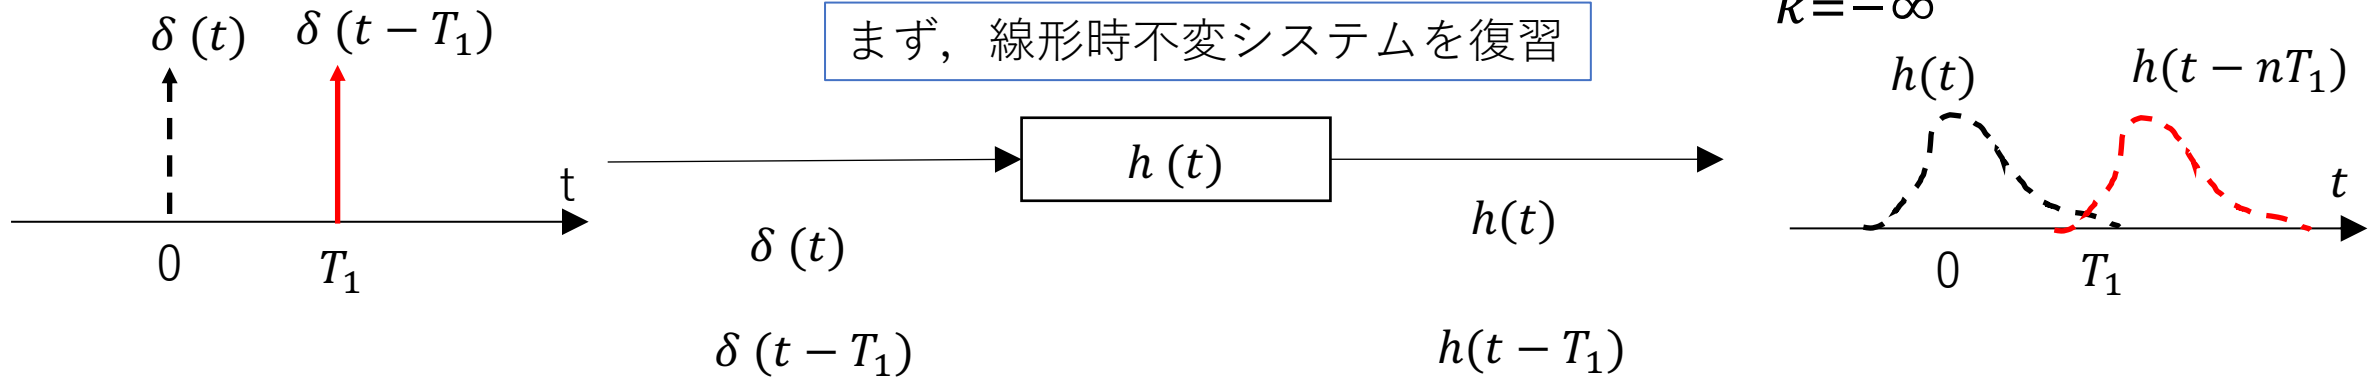 δ (t)
δ (t − T₁)
まず，線形時不変システムを復習
k=−∞
h(t)
h(t − nT₁)
h (t)
t
t
0
T₁
δ (t)
h(t)
0
T₁
δ (t − T₁)
h(t − T₁)